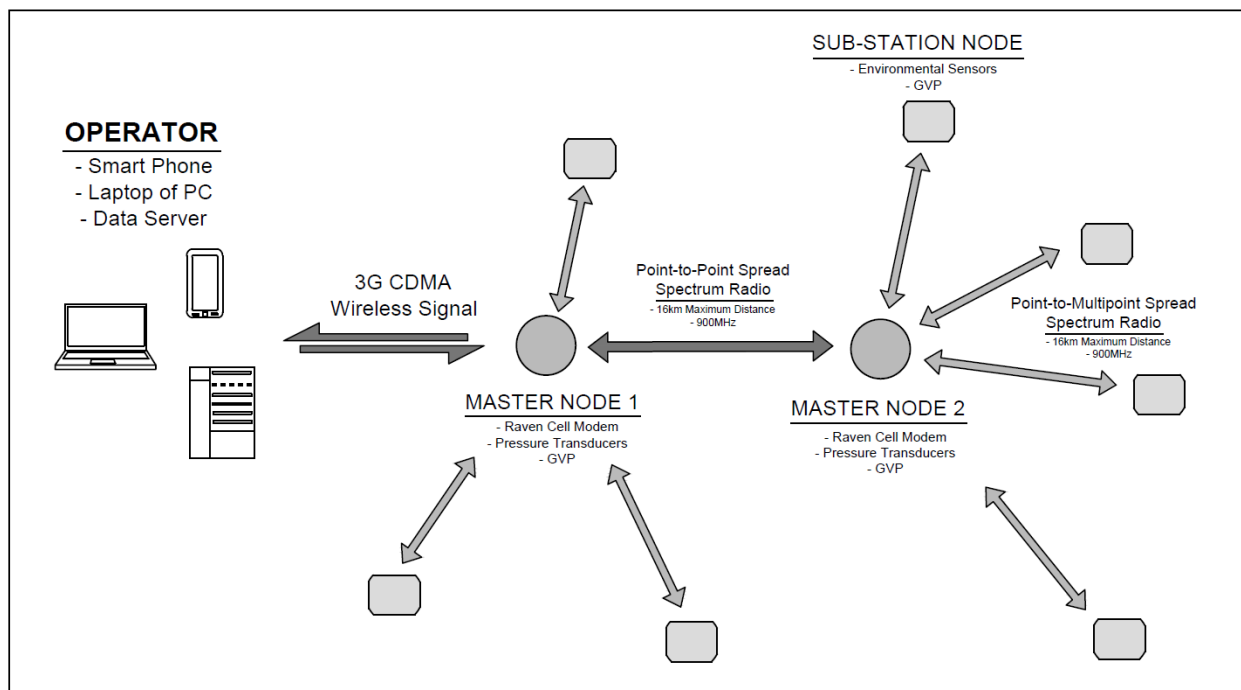 OPERATOR
- Smart Phone
- Laptop of PC
- Data Server
3G CDMA
Wireless Signal
MASTER NODE 1
- Raven Cell Modem
- Pressure Transducers
- GVP
Point-to-Point Spread
Spectrum Radio
- 16km Maximum Distance
- 900MHz
SUB-STATION NODE
- Environmental Sensors
- GVP
MASTER NODE 2
- Raven Cell Modem
- Pressure Transducers
- GVP
Point-to-Multipoint Spread
Spectrum Radio
- 16km Maximum Distance
- 900MHz